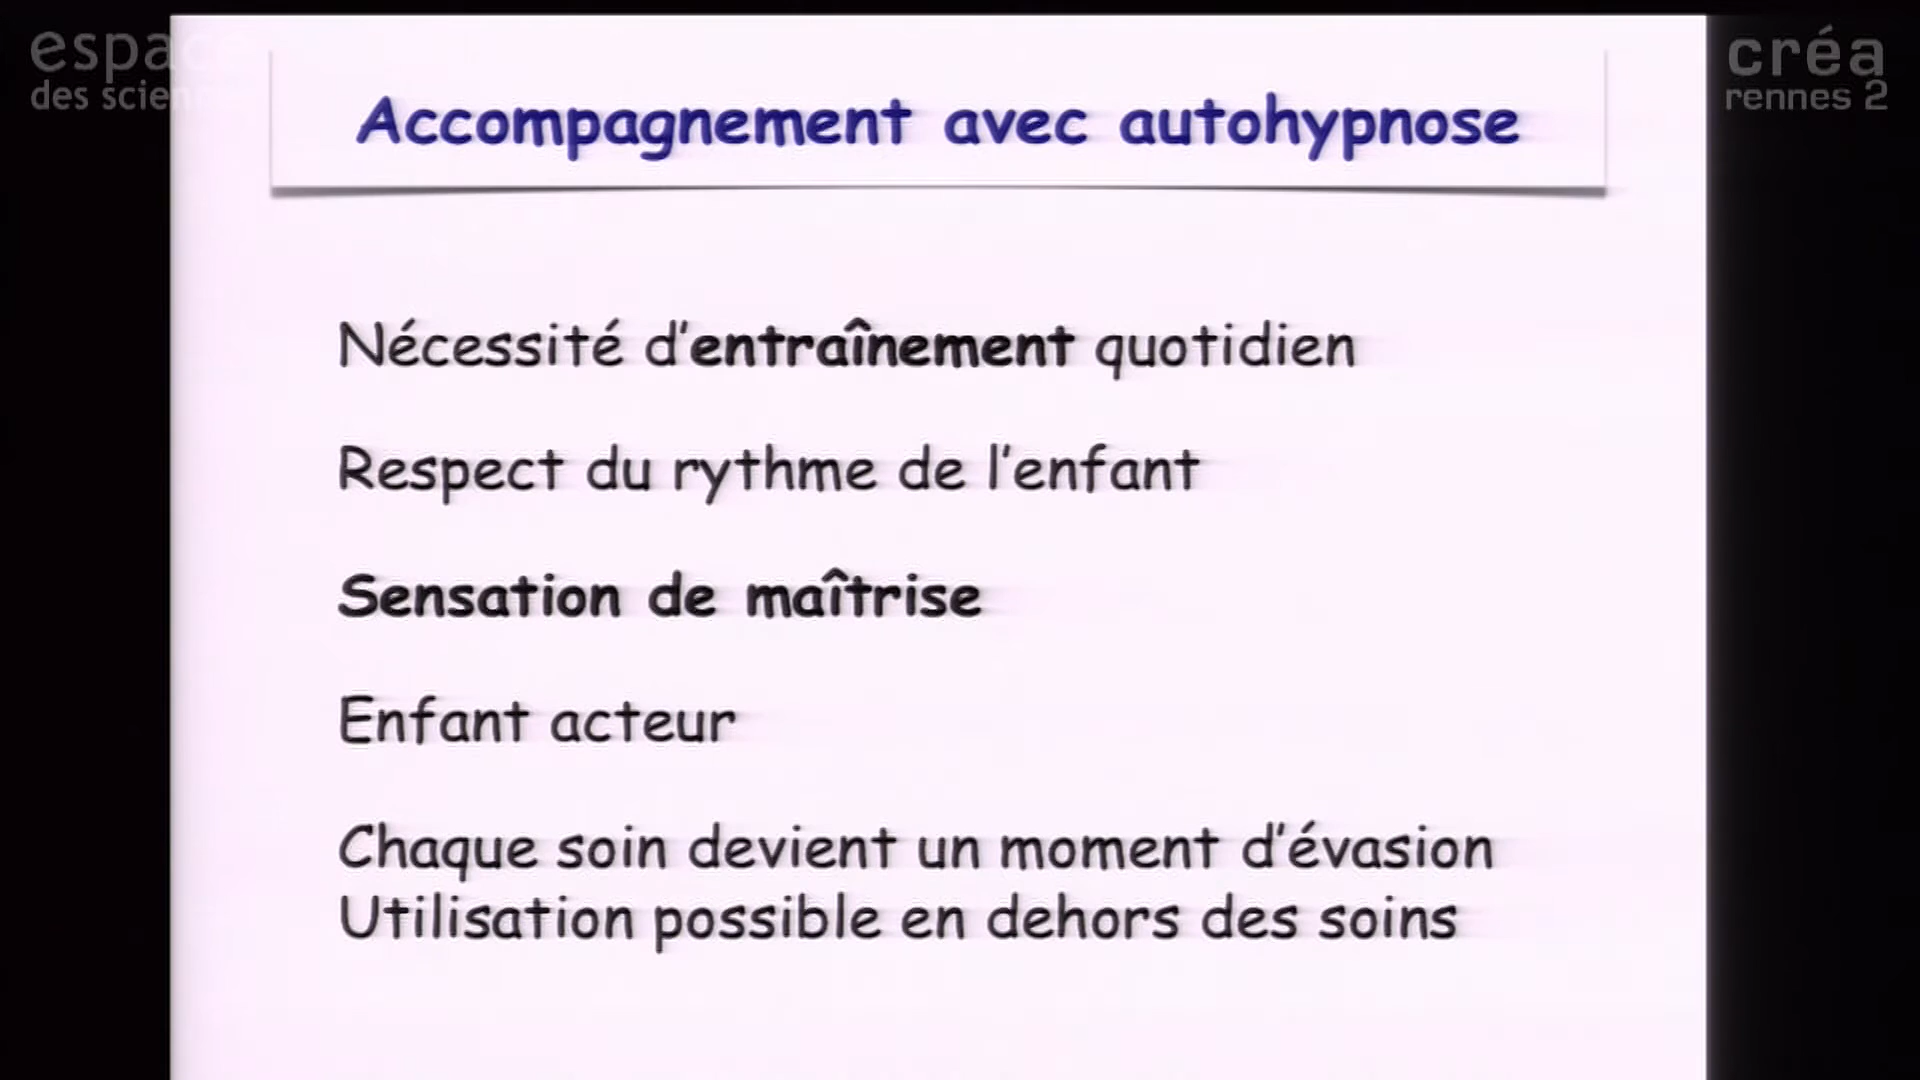 espace
des sciences
créa
rennes 2
Accompagnement avec autohypnose
Nécessité d'entraînement quotidien
Respect du rythme de l'enfant
Sensation de maîtrise
Enfant acteur
Chaque soin devient un moment d'évasion
Utilisation possible en dehors des soins